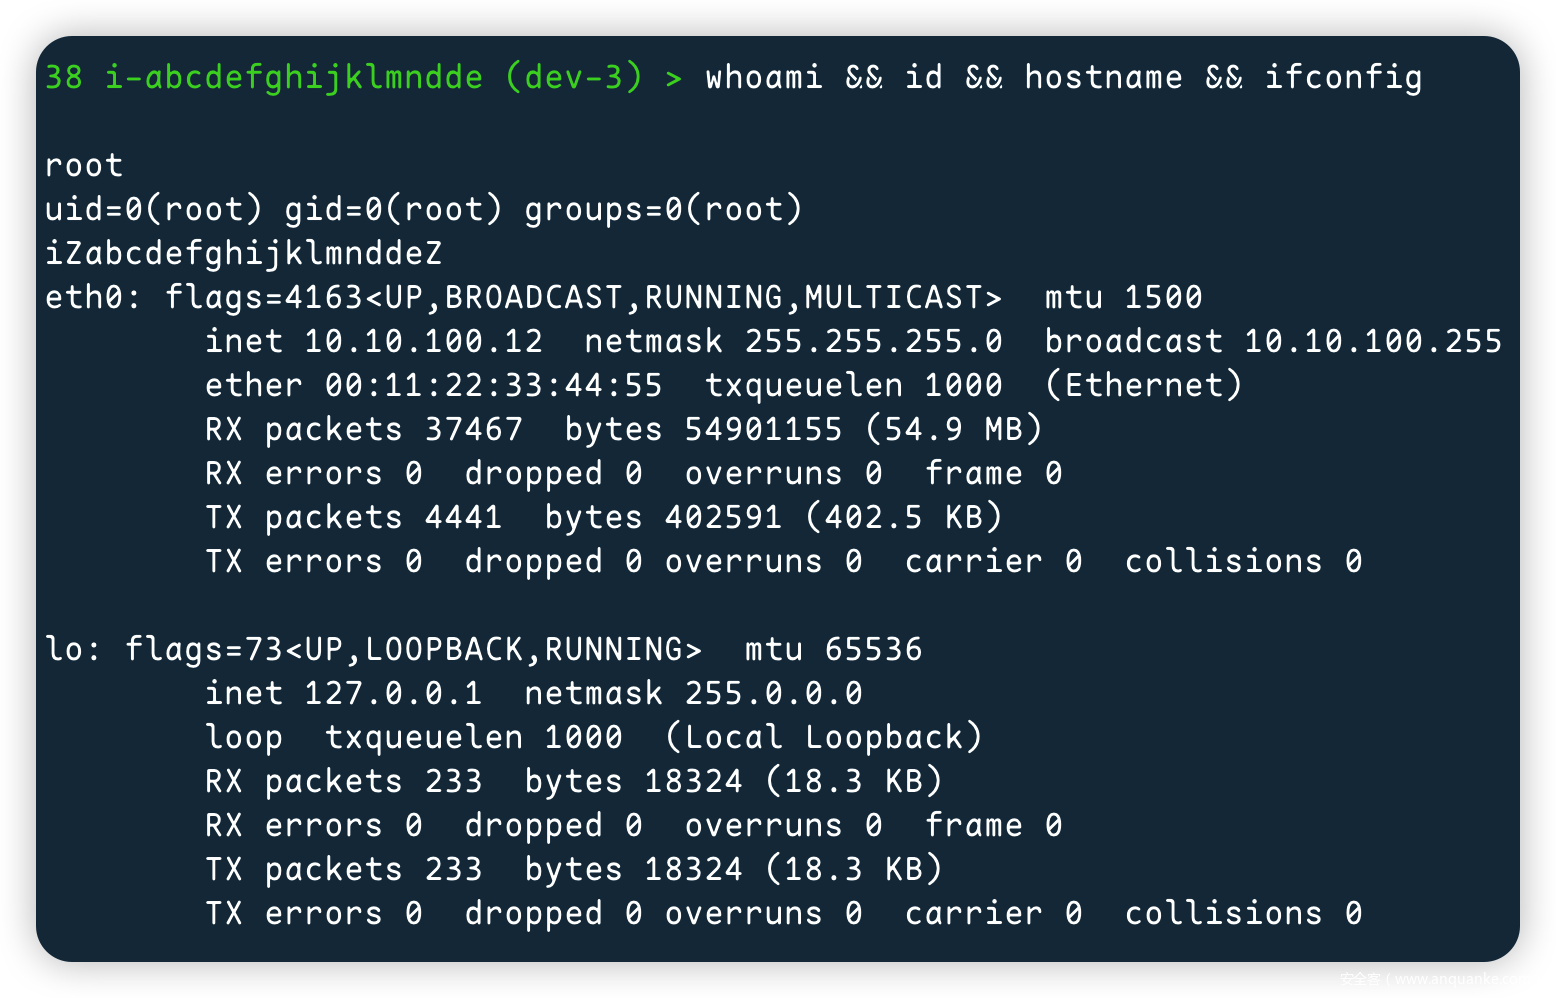 38 i-abcdefghijklmndde (dev-3) > whoami && id && hostname && ifconfig
root
uid=0(root) gid=0(root) groups=0(root)
iZabcdefghijklmnddeZ
eth0: flags=4163<UP,BROADCAST,RUNNING,MULTICAST>  mtu 1500
        inet 10.10.100.12  netmask 255.255.255.0  broadcast 10.10.100.255
        ether 00:11:22:33:44:55  txqueuelen 1000  (Ethernet)
        RX packets 37467  bytes 54901155 (54.9 MB)
        RX errors 0  dropped 0  overruns 0  frame 0
        TX packets 4441  bytes 402591 (402.5 KB)
        TX errors 0  dropped 0 overruns 0  carrier 0  collisions 0
lo: flags=73<UP,LOOPBACK,RUNNING>  mtu 65536
        inet 127.0.0.1  netmask 255.0.0.0
        loop  txqueuelen 1000  (Local Loopback)
        RX packets 233  bytes 18324 (18.3 KB)
        RX errors 0  dropped 0  overruns 0  frame 0
        TX packets 233  bytes 18324 (18.3 KB)
        TX errors 0  dropped 0 overruns 0  carrier 0  collisions 0
安全客 ( www.anquanke.c